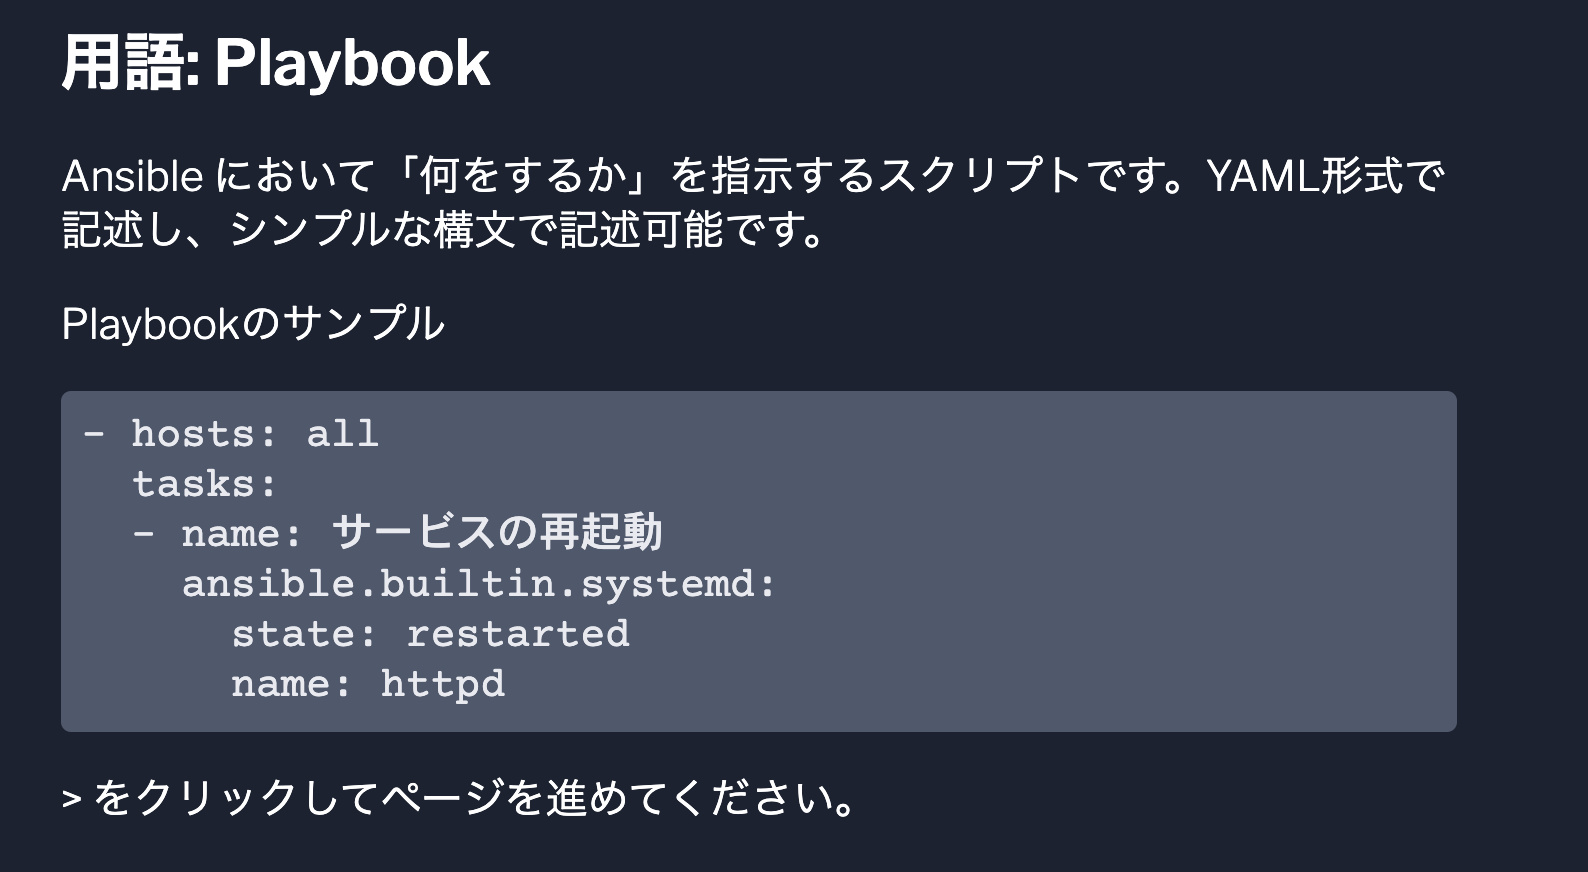 用語: Playbook
Ansible において「何をするか」を指示するスクリプトです。YAML形式で
記述し、シンプルな構文で記述可能です。
Playbookのサンプル
- hosts: all
  tasks:
  - name: サービスの再起動
    ansible.builtin.systemd:
      state: restarted
      name: httpd
> をクリックしてページを進めてください。